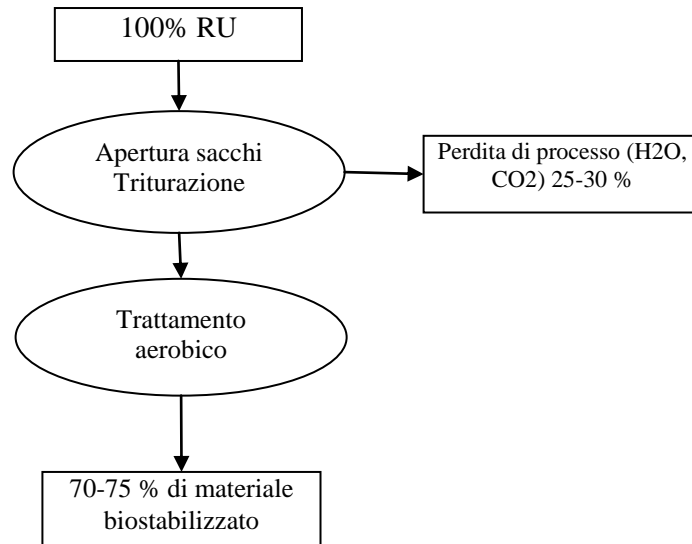 100% RU
Apertura sacchi
Triturazione
Perdita di processo (H2O,
CO2) 25-30 %
Trattamento
aerobico
70-75 % di materiale
biostabilizzato